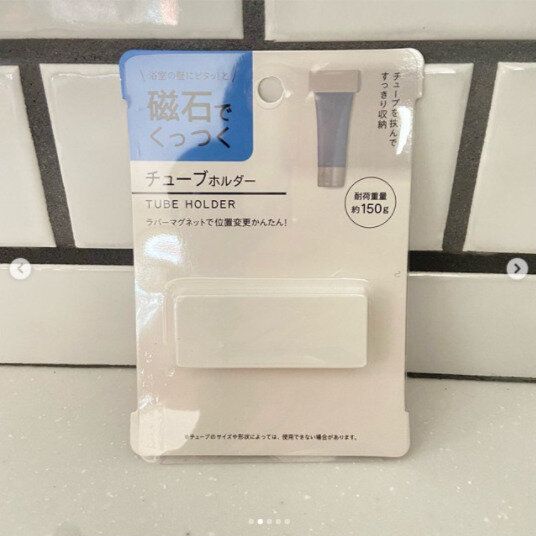 浴室の壁にピタッと
磁石で
くっつく
チューブを挟んで
すっきり収納
チューブホルダー
TUBE HOLDER
ラバーマグネットで位置変更かんたん!
耐荷重量
約150g
※チューブのサイズや形状によっては、使用できない場合があります。